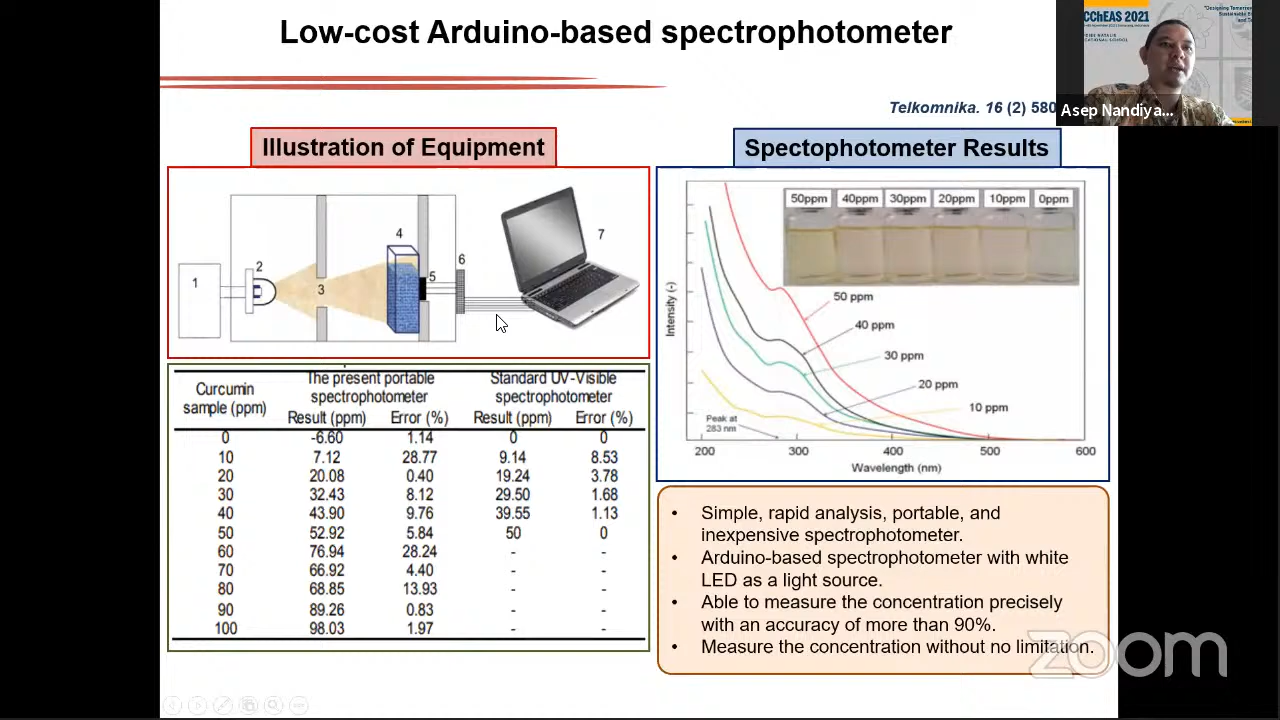 Low-cost Arduino-based spectrophotometer
CChEAS 2021
Asep Nandiya...
Telkomnika. 16 (2) 580
Illustration of Equipment
1
2
3
4
5
6
7
Spectophotometer Results
50ppm 40ppm 30ppm 20ppm 10ppm 0ppm
Intensity (-)
50 ppm
40 ppm
30 ppm
20 ppm
10 ppm
Peak at
283 nm
200 300 400 500 600
Wavelength (nm)
Curcumin
sample (ppm)
The present portable
spectrophotometer
Standard UV-Visible
spectrophotometer
Result (ppm) Error (%) Result (ppm) Error (%)
0 -6.60 1.14 0 0
10 7.12 28.77 9.14 8.53
20 20.08 0.40 19.24 3.78
30 32.43 8.12 29.50 1.68
40 43.90 9.76 39.55 1.13
50 52.92 5.84 50 0
60 76.94 28.24 - -
70 66.92 4.40 - -
80 68.85 13.93 - -
90 89.26 0.83 - -
100 98.03 1.97 - -
• Simple, rapid analysis, portable, and
inexpensive spectrophotometer.
• Arduino-based spectrophotometer with white
LED as a light source.
• Able to measure the concentration precisely
with an accuracy of more than 90%.
• Measure the concentration without no limitation.
zoom